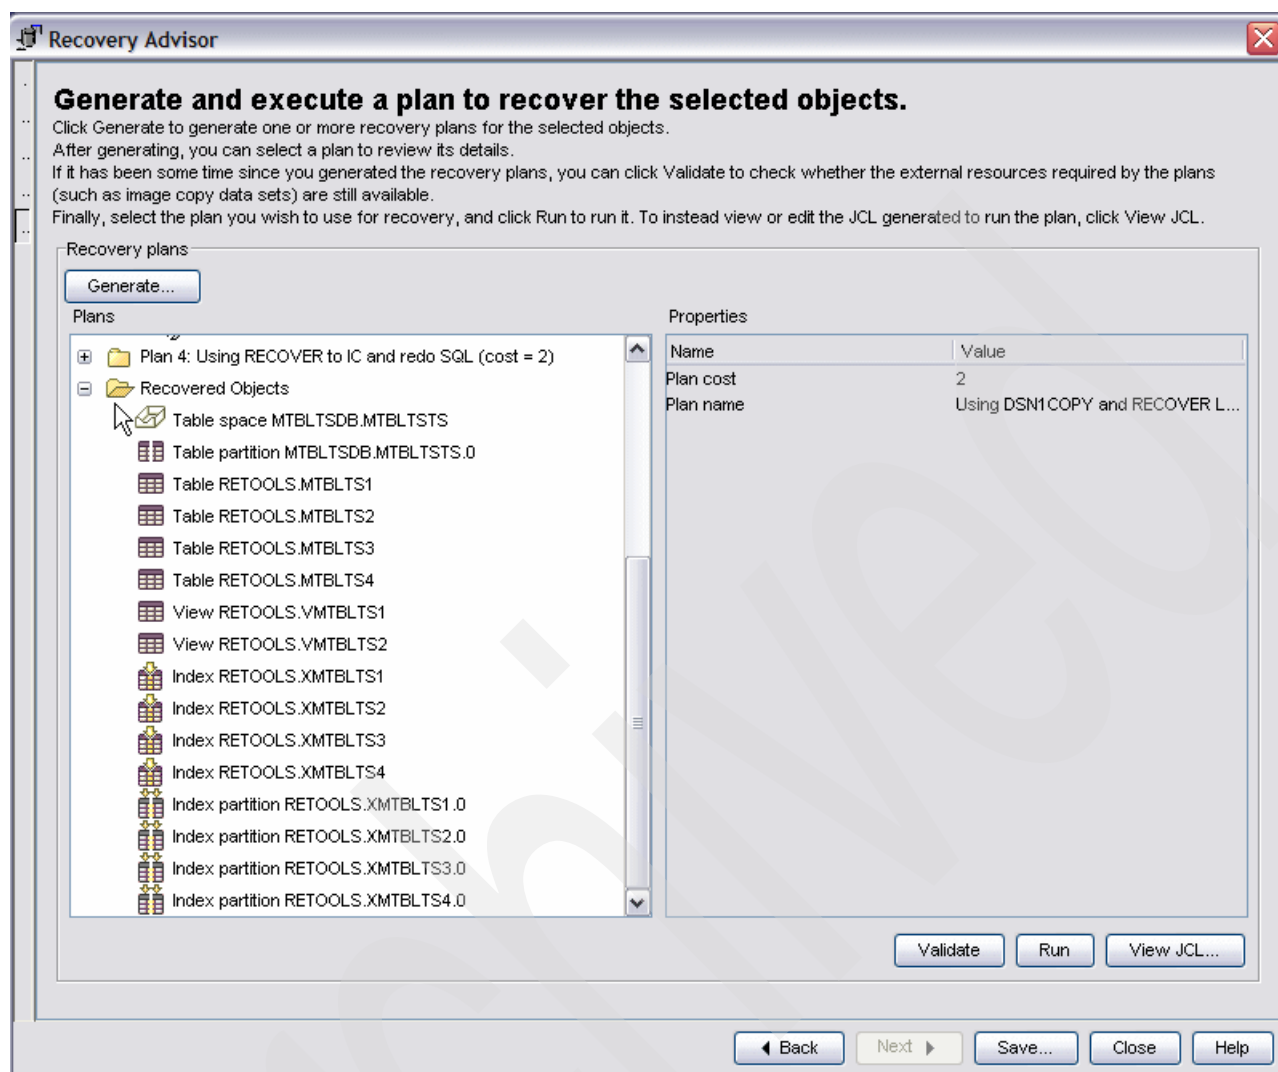 Recovery Advisor
Generate and execute a plan to recover the selected objects.
Click Generate to generate one or more recovery plans for the selected objects.
After generating, you can select a plan to review its details.
If it has been some time since you generated the recovery plans, you can click Validate to check whether the external resources required by the plans
(such as image copy data sets) are still available.
Finally, select the plan you wish to use for recovery, and click Run to run it. To instead view or edit the JCL generated to run the plan, click View JCL.
Recovery plans
Generate...
Plans
Properties
Plan 4: Using RECOVER to IC and redo SQL (cost = 2)
Recovered Objects
Table space MTBLTSDB.MTBLTSTS
Table partition MTBLTSDB.MTBLTSTS.0
Table RETOOLS.MTBLTS1
Table RETOOLS.MTBLTS2
Table RETOOLS.MTBLTS3
Table RETOOLS.MTBLTS4
View RETOOLS.VMTBLTS1
View RETOOLS.VMTBLTS2
Index RETOOLS.XMTBLTS1
Index RETOOLS.XMTBLTS2
Index RETOOLS.XMTBLTS3
Index RETOOLS.XMTBLTS4
Index partition RETOOLS.XMTBLTS1.0
Index partition RETOOLS.XMTBLTS2.0
Index partition RETOOLS.XMTBLTS3.0
Index partition RETOOLS.XMTBLTS4.0
Name Value
Plan cost 2
Plan name Using DSN1COPY and RECOVER L...
Validate Run View JCL...
Back Next Save... Close Help